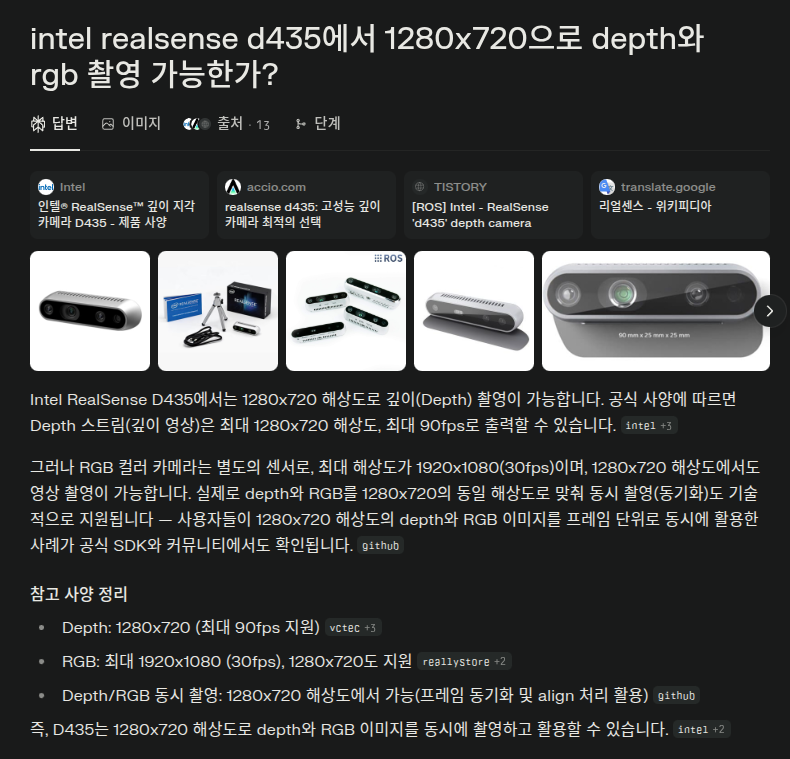 intel realsense d435에서 1280x720으로 depth와
rgb 촬영 가능한가?
답변
이미지
출처 · 13
단계
Intel
인텔® RealSense™ 깊이 지각
카메라 D435 - 제품 사양
accio.com
realsense d435: 고성능 깊이
카메라 최적의 선택
TISTORY
[ROS] Intel - RealSense
'd435' depth camera
translate.google
리얼센스 - 위키피디아
ROS
90 mm x 25 mm x 25 mm
Intel RealSense D435에서는 1280x720 해상도로 깊이(Depth) 촬영이 가능합니다. 공식 사양에 따르면
Depth 스트림(깊이 영상)은 최대 1280x720 해상도, 최대 90fps로 출력할 수 있습니다. intel +3
그러나 RGB 컬러 카메라는 별도의 센서로, 최대 해상도가 1920x1080(30fps)이며, 1280x720 해상도에서도
영상 촬영이 가능합니다. 실제로 depth와 RGB를 1280x720의 동일 해상도로 맞춰 동시 촬영(동기화)도 기술
적으로 지원됩니다 — 사용자들이 1280x720 해상도의 depth와 RGB 이미지를 프레임 단위로 동시에 활용한
사례가 공식 SDK와 커뮤니티에서도 확인됩니다. github
참고 사양 정리
• Depth: 1280x720 (최대 90fps 지원) vctec +3
• RGB: 최대 1920x1080 (30fps), 1280x720도 지원 reallystore +2
• Depth/RGB 동시 촬영: 1280x720 해상도에서 가능(프레임 동기화 및 align 처리 활용) github
즉, D435는 1280x720 해상도로 depth와 RGB 이미지를 동시에 촬영하고 활용할 수 있습니다. intel +2